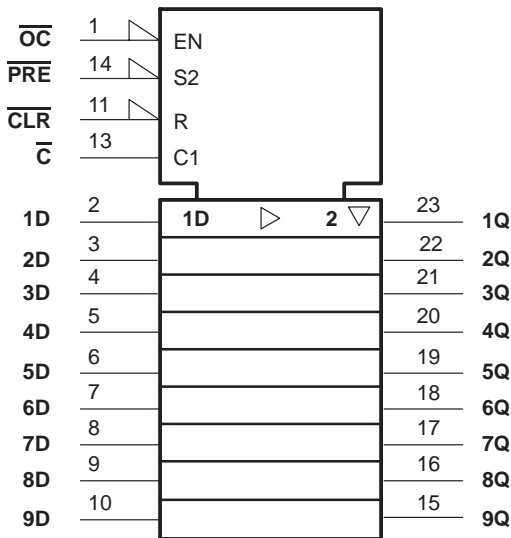 OC 1 EN
PRE 14 S2
CLR 11 R
C 13 C1
1D 2 1D 2 23 1Q
2D 3 22 2Q
3D 4 21 3Q
4D 5 20 4Q
5D 6 19 5Q
6D 7 18 6Q
7D 8 17 7Q
8D 9 16 8Q
9D 10 15 9Q